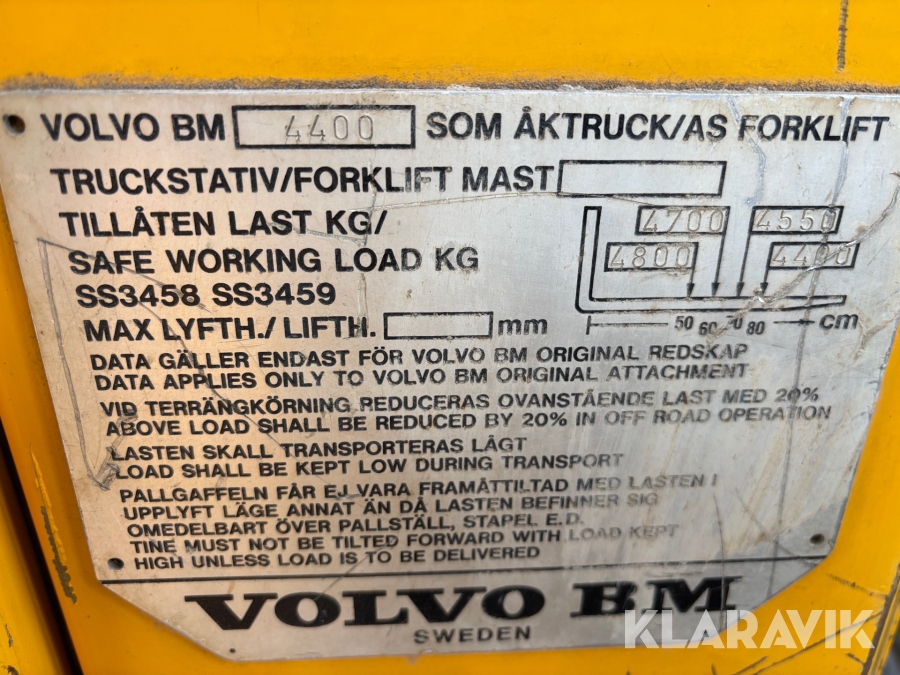 VOLVO BM 4400 SOM ÅKTRUCK/AS FORKLIFT
TRUCKSTATIV/FORKLIFT MAST
TILLÅTEN LAST KG/
SAFE WORKING LOAD KG
SS3458 SS3459
4700 4550
4800 4400
50 60 70 80 cm
MAX LYFTH./LIFTH. mm
DATA GÄLLER ENDAST FÖR VOLVO BM ORIGINAL REDSKAP
DATA APPLIES ONLY TO VOLVO BM ORIGINAL ATTACHMENT
VID TERRÄNGKÖRNING REDUCERAS OVANSTÅENDE LAST MED 20%
ABOVE LOAD SHALL BE REDUCED BY 20% IN OFF ROAD OPERATION
LASTEN SKALL TRANSPORTERAS LÅGT
LOAD SHALL BE KEPT LOW DURING TRANSPORT
PALLGAFFELN FÅR EJ VARA FRAMÅTTILTAD MED LASTEN I
UPPLYFT LÄGE ANNAT ÄN DÅ LASTEN BEFINNER SIG
OMEDELBART ÖVER PALLSTÄLL, STAPEL E.D.
TINE MUST NOT BE TILTED FORWARD WITH LOAD KEPT
HIGH UNLESS LOAD IS TO BE DELIVERED
VOLVO BM
SWEDEN
KLARAVIK